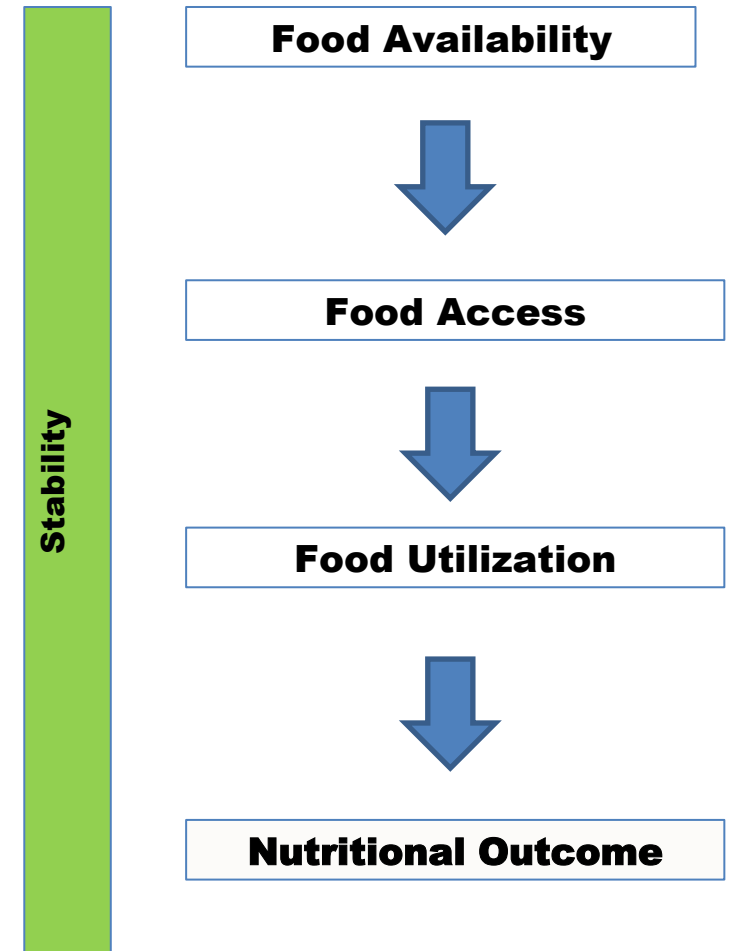 Food Availability
Food Access
Stability
Food Utilization
Nutritional Outcome